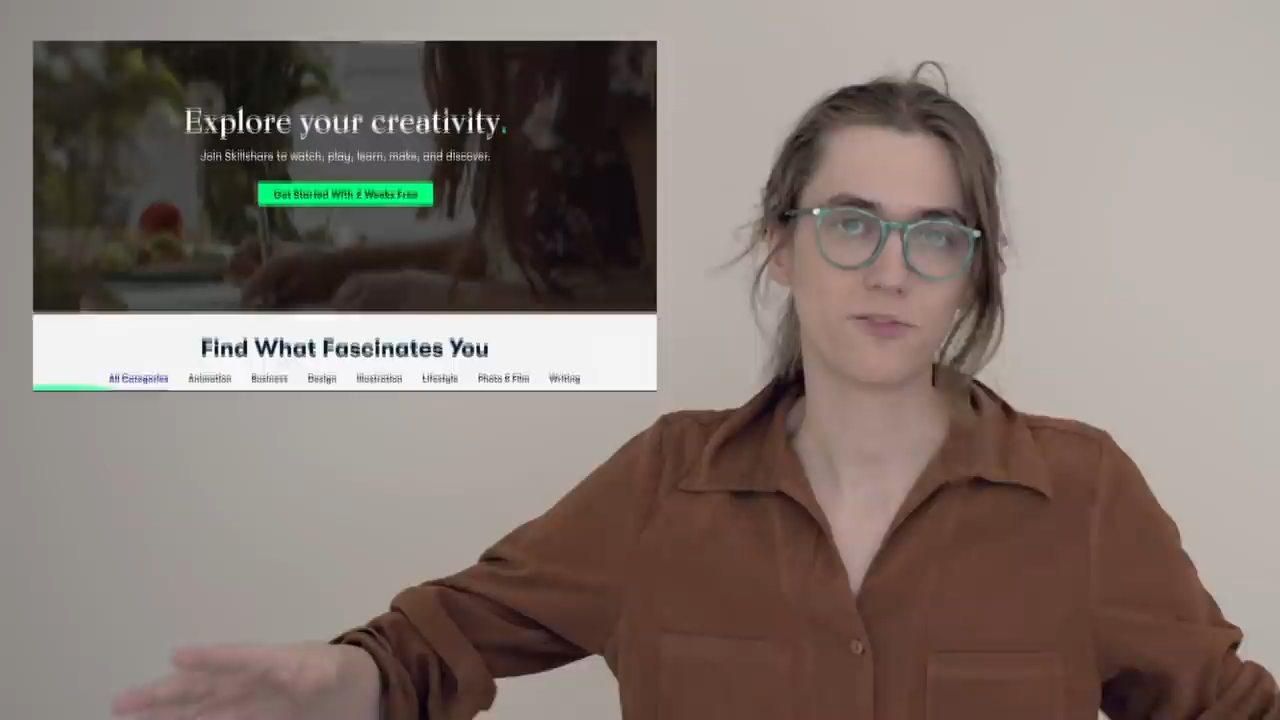 Explore your creativity.
Join Skillshare to watch, play, learn, make, and discover.
Get Started With 2 Weeks Free
Find What Fascinates You
All Categories Animation Business Design Illustration Lifestyle Photo & Film Writing